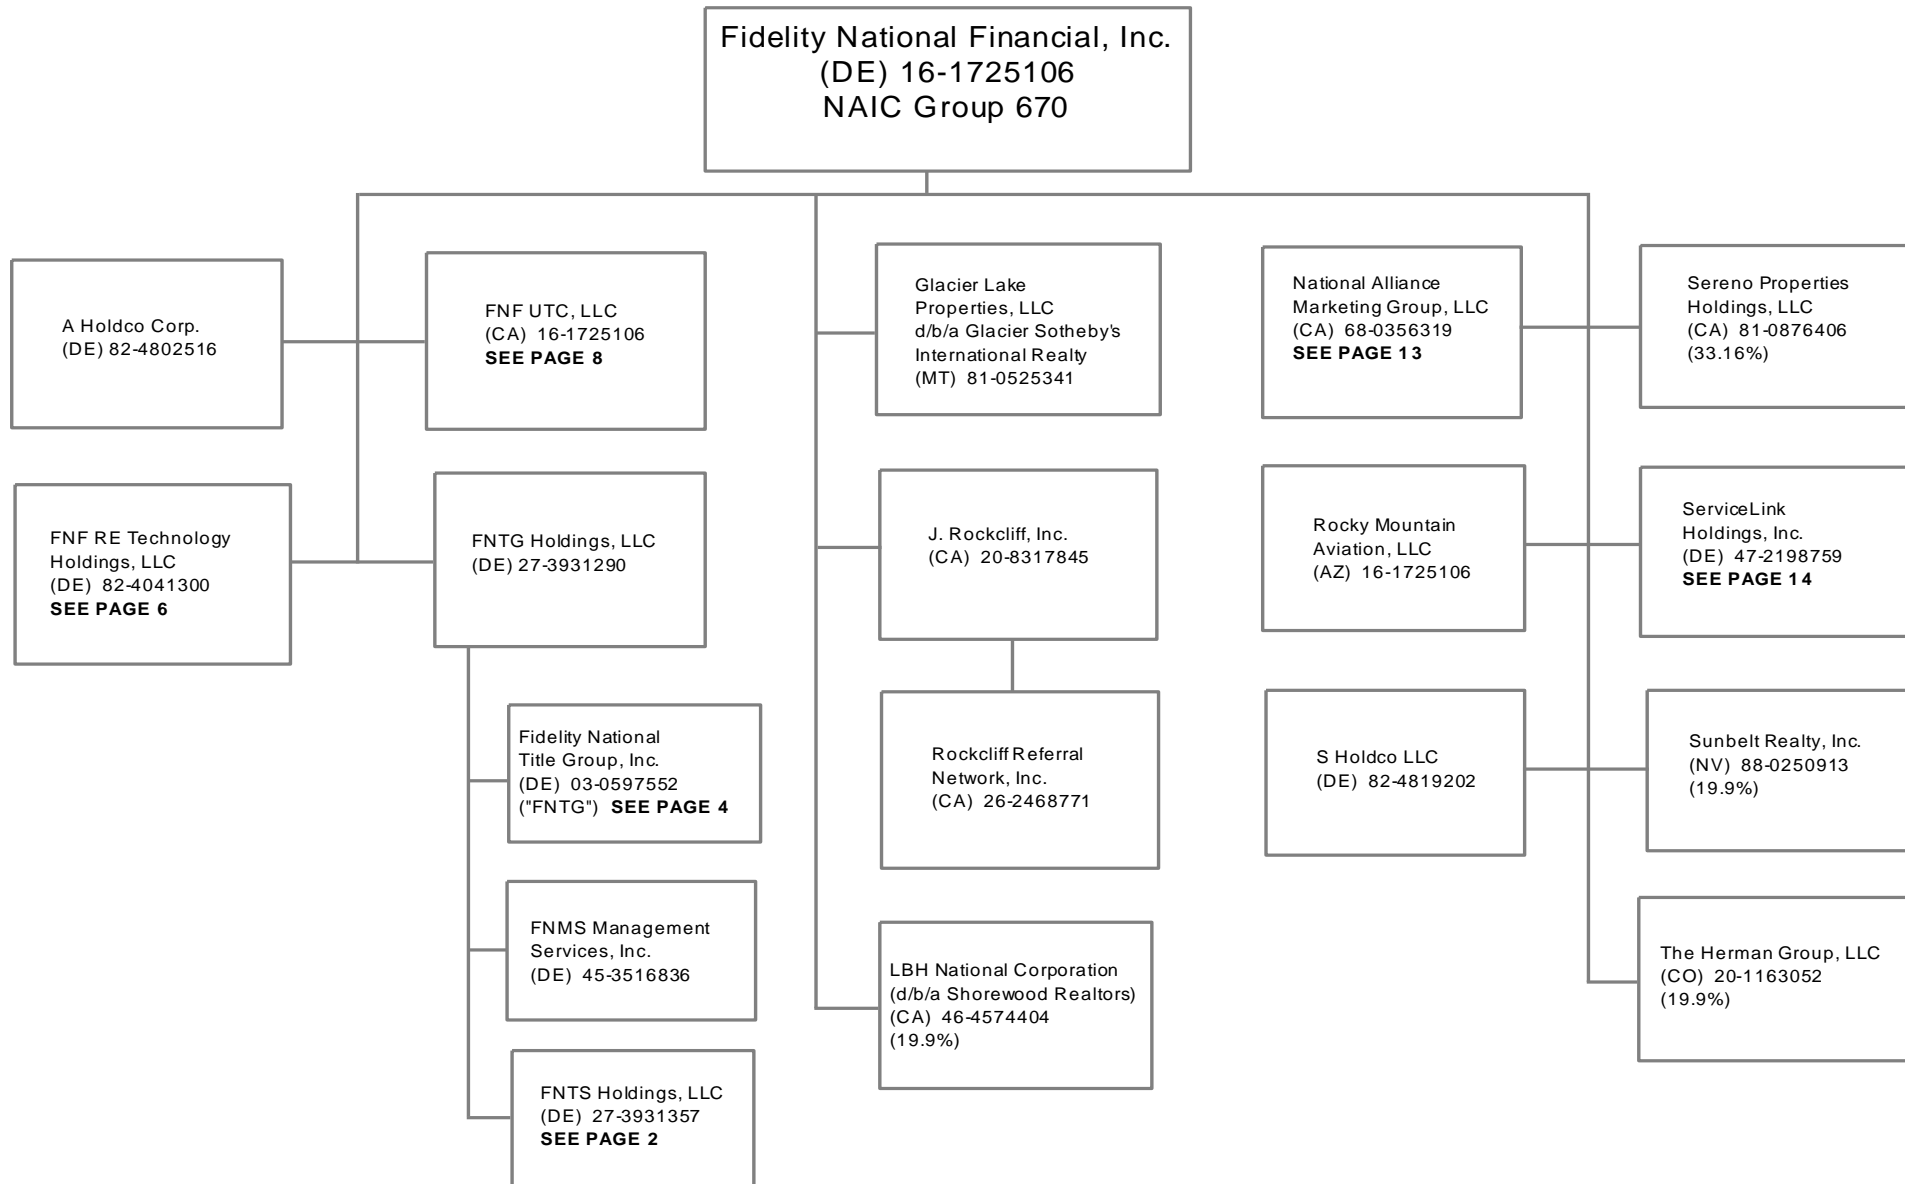 Fidelity National Financial, Inc.
(DE) 16-1725106
NAIC Group 670
A Holdco Corp.
(DE) 82-4802516
FNF UTC, LLC
(CA) 16-1725106
SEE PAGE 8
Glacier Lake
Properties, LLC
d/b/a Glacier Sotheby's
International Realty
(MT) 81-0525341
National Alliance
Marketing Group, LLC
(CA) 68-0356319
SEE PAGE 13
Sereno Properties
Holdings, LLC
(CA) 81-0876406
(33.16%)
FNF RE Technology
Holdings, LLC
(DE) 82-4041300
SEE PAGE 6
FNTG Holdings, LLC
(DE) 27-3931290
J. Rockcliff, Inc.
(CA) 20-8317845
Rocky Mountain
Aviation, LLC
(AZ) 16-1725106
ServiceLink
Holdings, Inc.
(DE) 47-2198759
SEE PAGE 14
Fidelity National
Title Group, Inc.
(DE) 03-0597552
("FNTG") SEE PAGE 4
Rockcliff Referral
Network, Inc.
(CA) 26-2468771
S Holdco LLC
(DE) 82-4819202
Sunbelt Realty, Inc.
(NV) 88-0250913
(19.9%)
FNMS Management
Services, Inc.
(DE) 45-3516836
LBH National Corporation
(d/b/a Shorewood Realtors)
(CA) 46-4574404
(19.9%)
The Herman Group, LLC
(CO) 20-1163052
(19.9%)
FNTS Holdings, LLC
(DE) 27-3931357
SEE PAGE 2